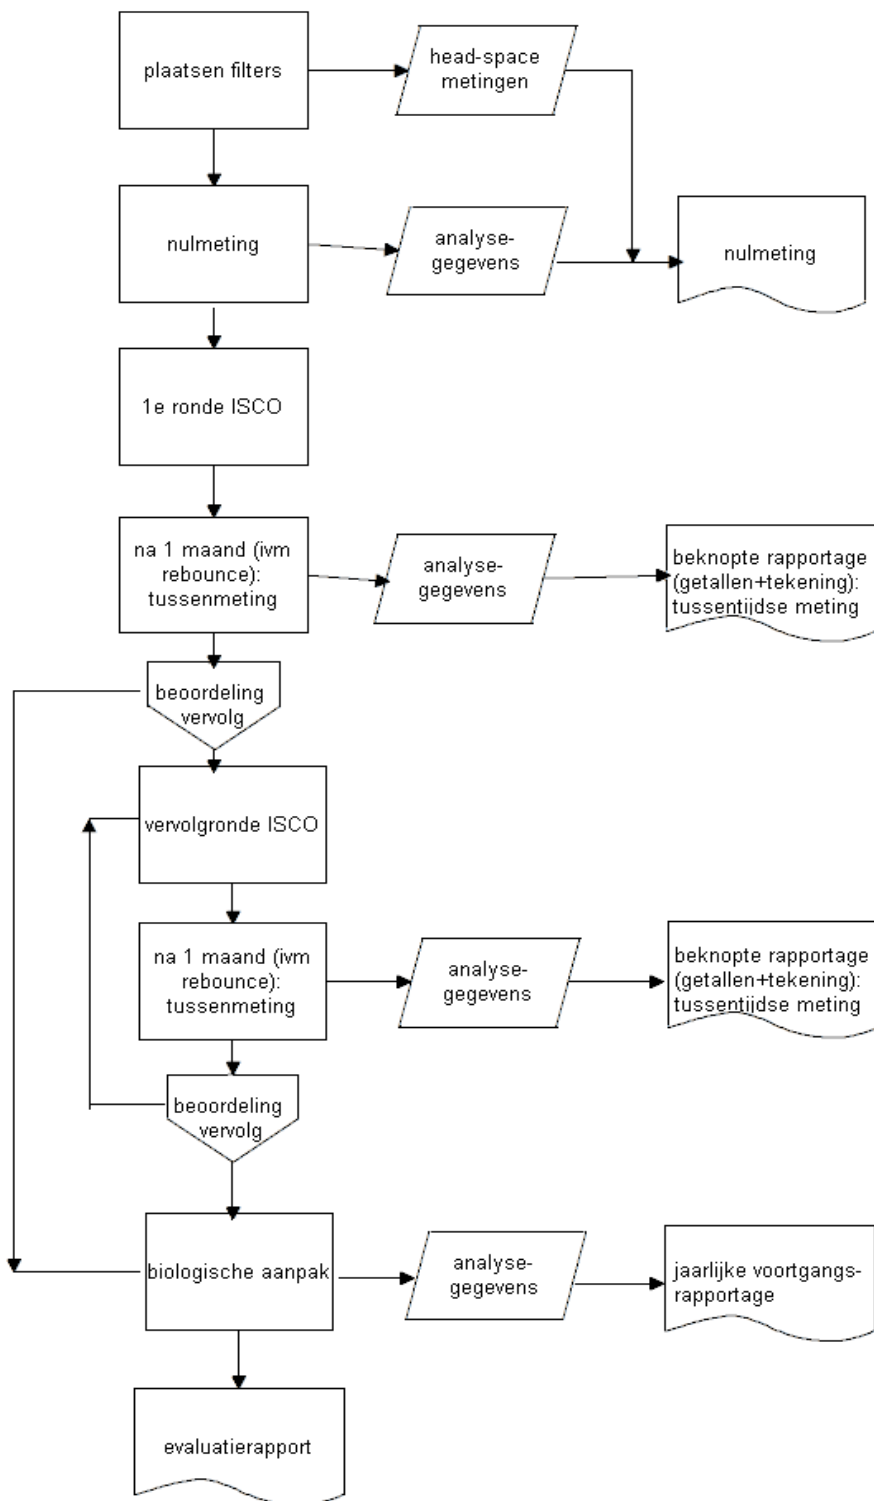 plaatsen filters
head-space
metingen
nulmeting
analyse-
gegevens
nulmeting
1e ronde ISCO
na 1 maand (ivm
rebounce):
tussenmeting
analyse-
gegevens
beknopte rapportage
(getallen+tekening):
tussentijdse meting
beoordeling
vervolg
vervolgronde ISCO
na 1 maand (ivm
rebounce):
tussenmeting
analyse-
gegevens
beknopte rapportage
(getallen+tekening):
tussentijdse meting
beoordeling
vervolg
biologische aanpak
analyse-
gegevens
jaarlijke voortgangs-
rapportage
evaluatierapport